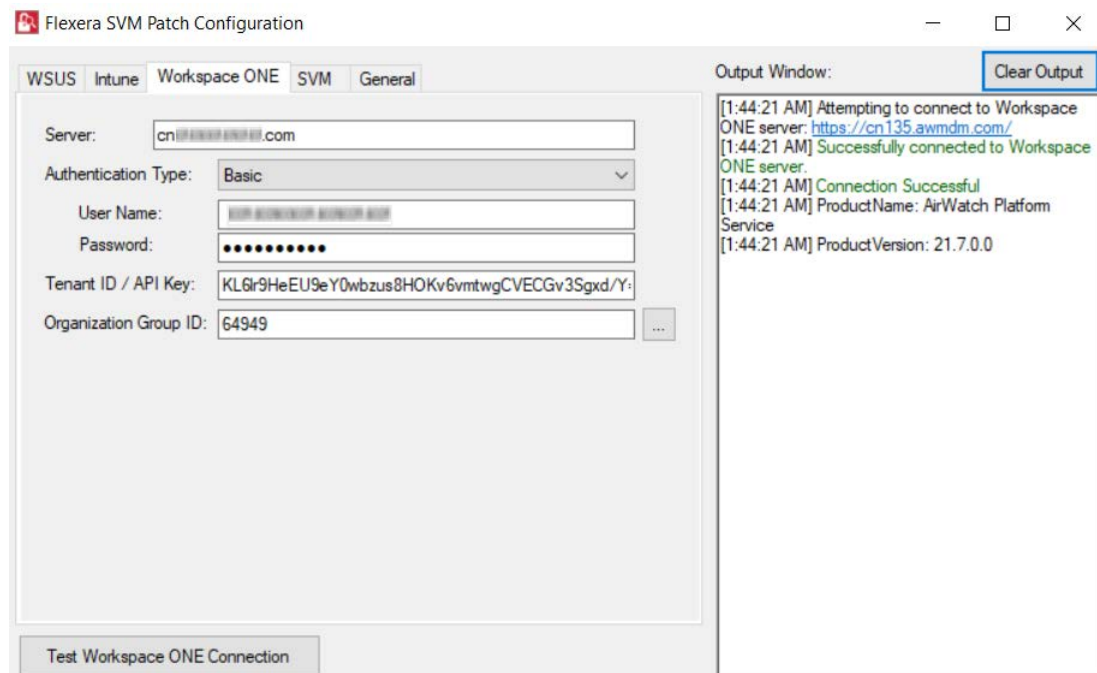 Flexera SVM Patch Configuration
WSUS Intune Workspace ONE SVM General
Server: cn .com
Authentication Type: Basic
User Name:
Password: ••••••••••
Tenant ID / API Key: KL6lr9HeEU9eY0wbzus8HOKv6vmtwgCVECGv3Sgxd/Y=
Organization Group ID: 64949 ...
Test Workspace ONE Connection
Output Window: Clear Output
[1:44:21 AM] Attempting to connect to Workspace
ONE server: https://cn135.awmdm.com/
[1:44:21 AM] Successfully connected to Workspace
ONE server.
[1:44:21 AM] Connection Successful
[1:44:21 AM] ProductName: AirWatch Platform
Service
[1:44:21 AM] ProductVersion: 21.7.0.0